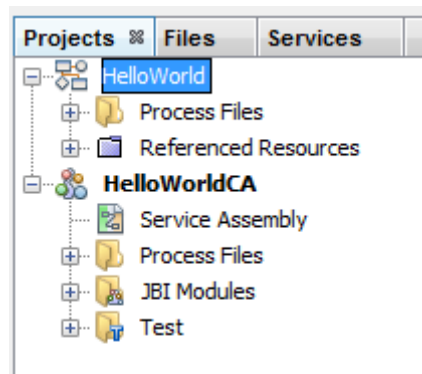 Projects Files Services
HelloWorld
Process Files
Referenced Resources
HelloWorldCA
Service Assembly
Process Files
JBI Modules
Test